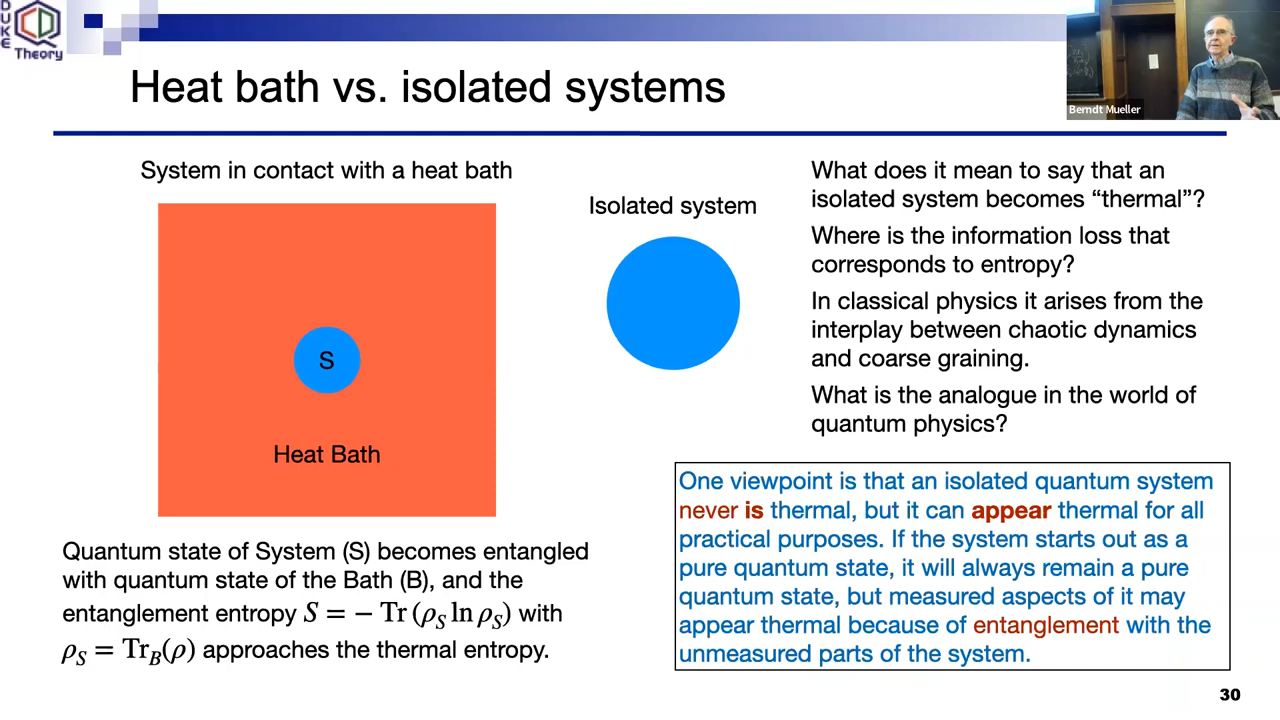 DUKE
Theory
Heat bath vs. isolated systems
Berndt Mueller
System in contact with a heat bath
S
Heat Bath
Isolated system
What does it mean to say that an
isolated system becomes “thermal”?
Where is the information loss that
corresponds to entropy?
In classical physics it arises from the
interplay between chaotic dynamics
and coarse graining.
What is the analogue in the world of
quantum physics?
Quantum state of System (S) becomes entangled
with quantum state of the Bath (B), and the
entanglement entropy S = − Tr (ρ_S ln ρ_S) with
ρ_S = Tr_B(ρ) approaches the thermal entropy.
One viewpoint is that an isolated quantum system
never is thermal, but it can appear thermal for all
practical purposes. If the system starts out as a
pure quantum state, it will always remain a pure
quantum state, but measured aspects of it may
appear thermal because of entanglement with the
unmeasured parts of the system.
30